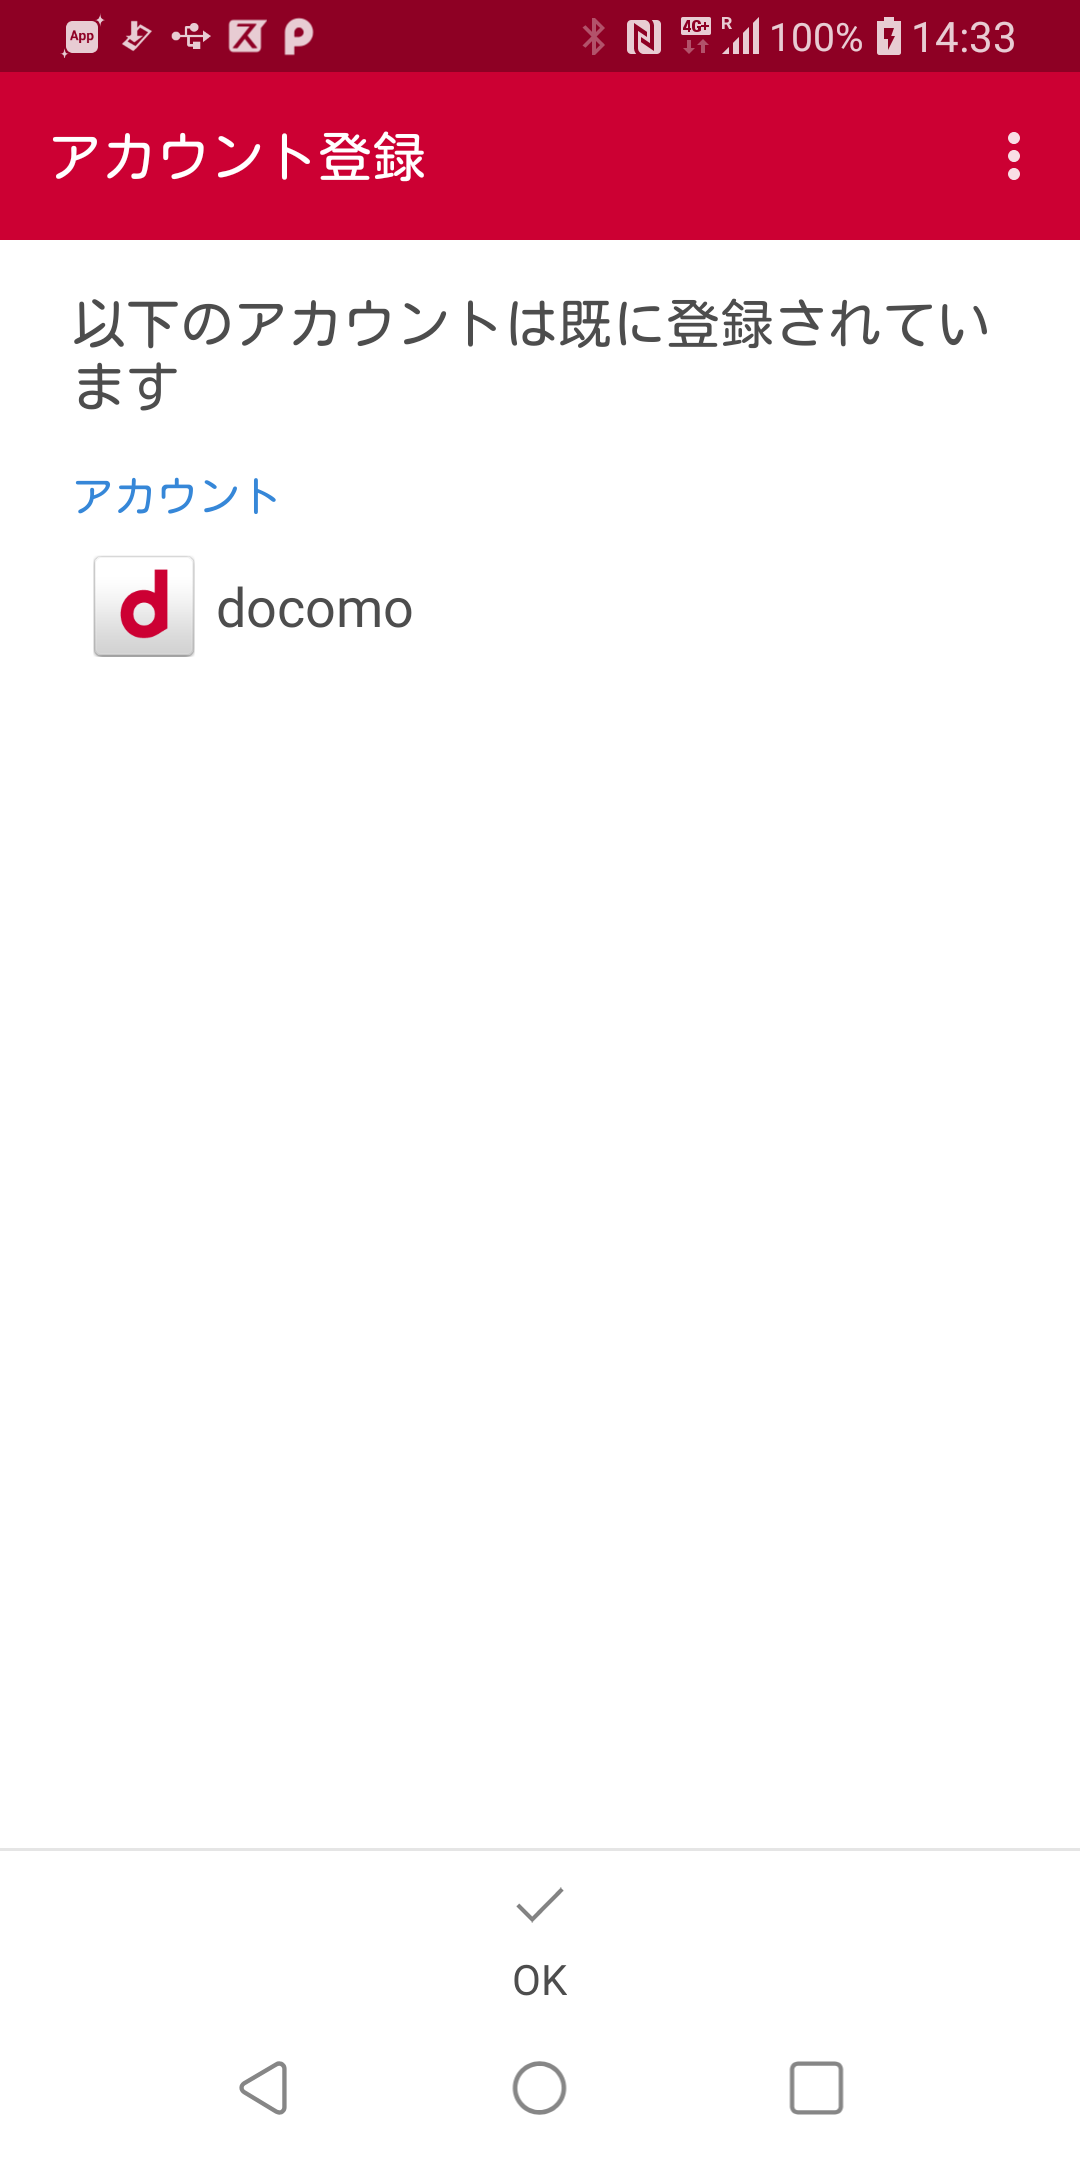 App 4G+ R 100% 14:33
アカウント登録
以下のアカウントは既に登録されてい
ます
アカウント
d docomo
OK